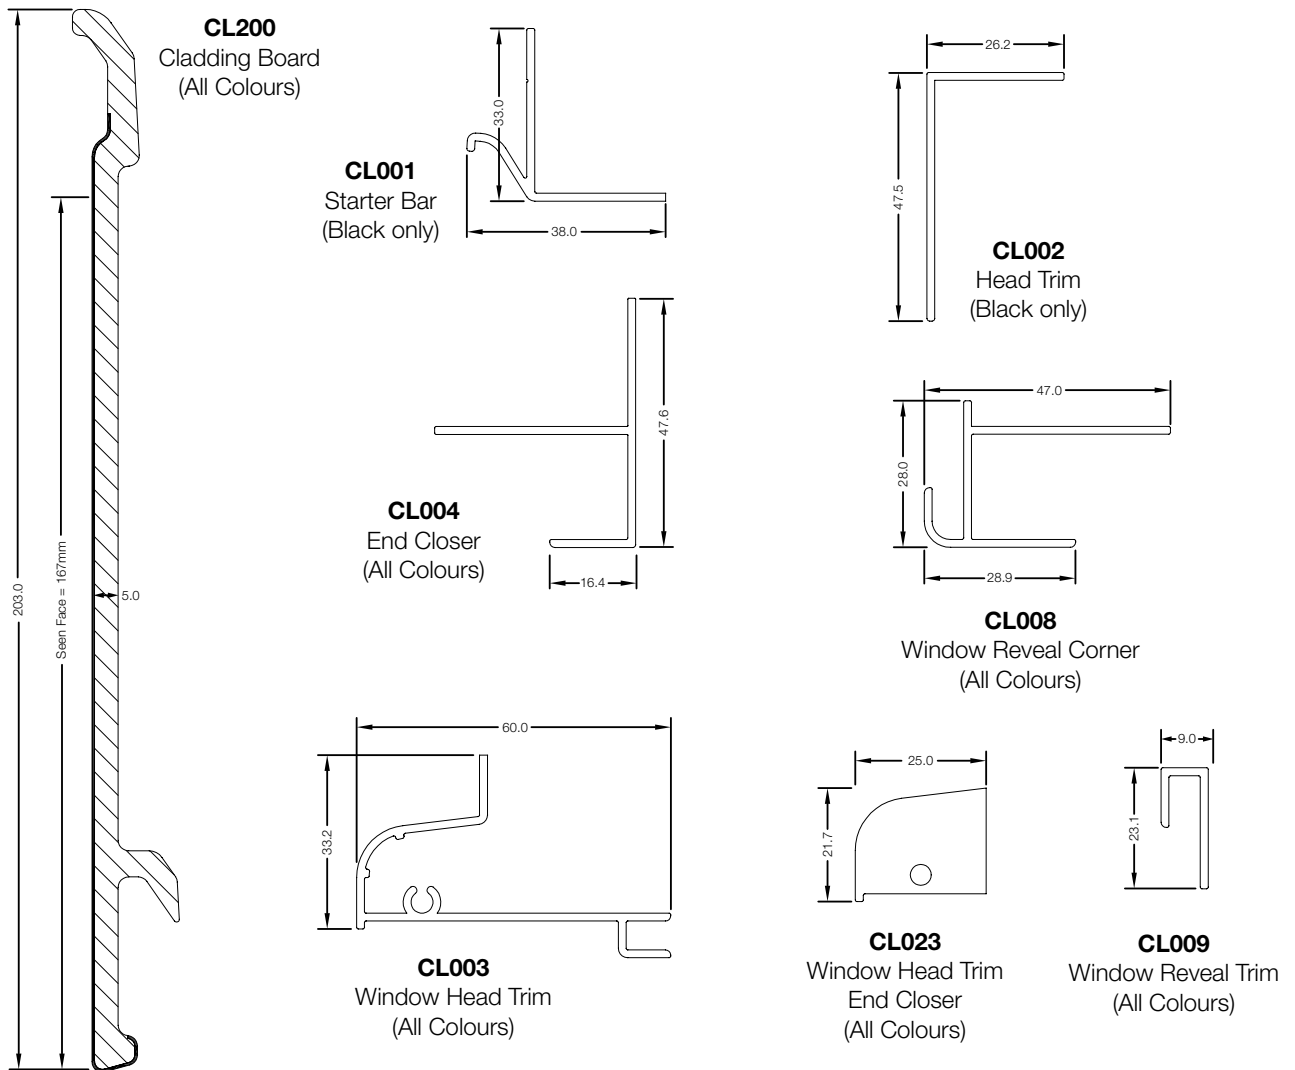 CL200
Cladding Board
(All Colours)
203.0
Seen Face = 167mm
5.0
33.0
CL001
Starter Bar
(Black only)
38.0
26.2
47.5
CL002
Head Trim
(Black only)
47.6
CL004
End Closer
(All Colours)
16.4
47.0
28.0
28.9
CL008
Window Reveal Corner
(All Colours)
60.0
33.2
CL003
Window Head Trim
(All Colours)
25.0
21.7
CL023
Window Head Trim
End Closer
(All Colours)
9.0
23.1
CL009
Window Reveal Trim
(All Colours)